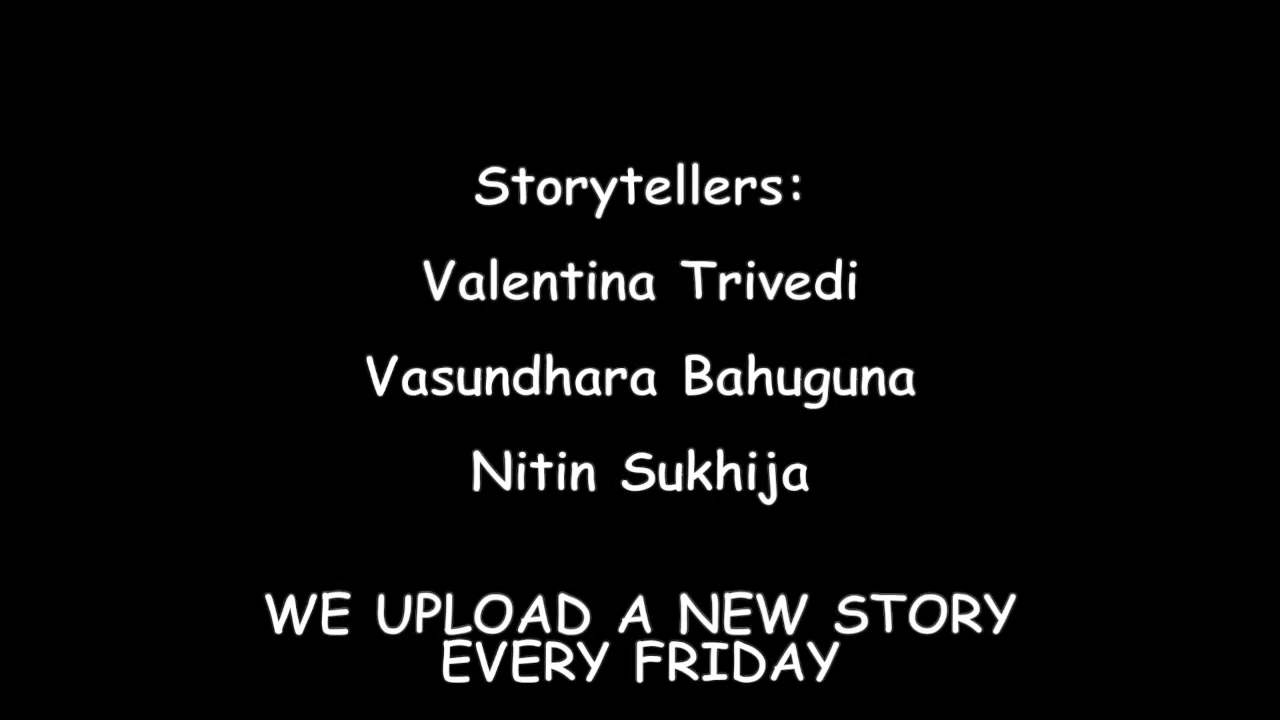 Storytellers:
Valentina Trivedi
Vasundhara Bahuguna
Nitin Sukhija
WE UPLOAD A NEW STORY
EVERY FRIDAY